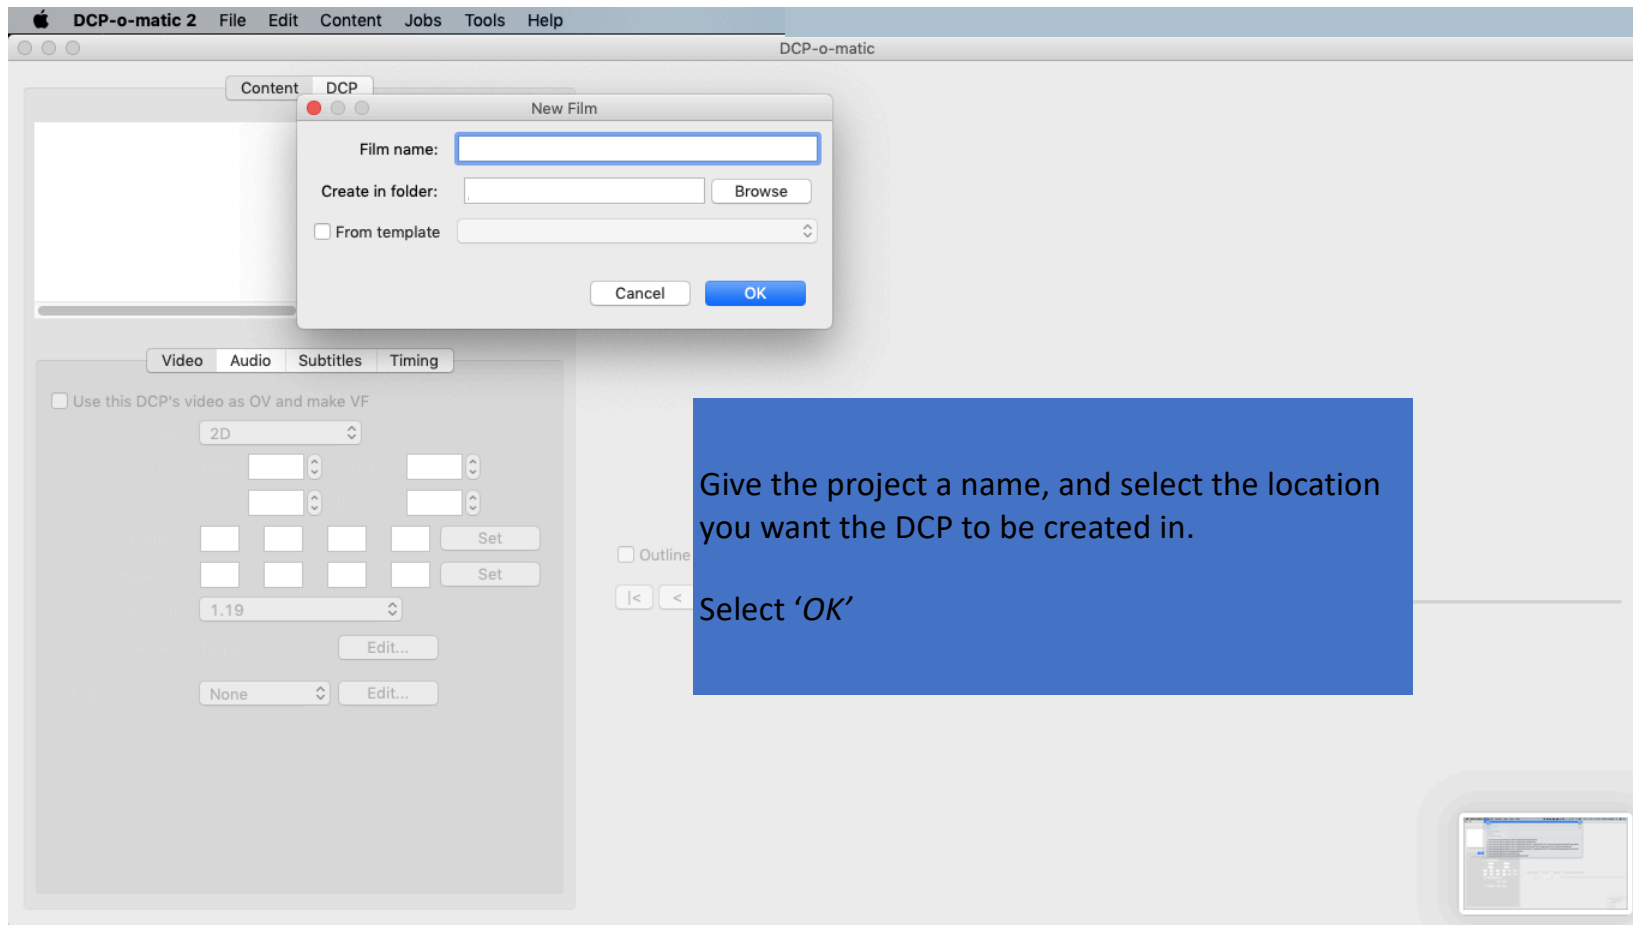 DCP-o-matic 2 File Edit Content Jobs Tools Help
DCP-o-matic
Content DCP
New Film
Film name:
Create in folder: Browse
From template
Cancel OK
Video Audio Subtitles Timing
Use this DCP's video as OV and make VF
2D
Set
Set
1.19
Edit...
None Edit...
Outline
|< <
Give the project a name, and select the location
you want the DCP to be created in.
Select ‘OK’